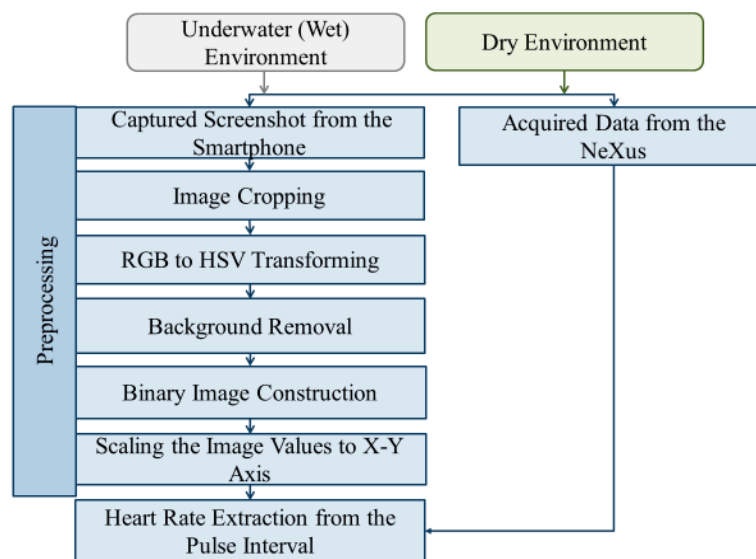 Underwater (Wet)
Environment
Dry Environment
Captured Screenshot from the
Smartphone
Acquired Data from the
NeXus
Preprocessing
Image Cropping
RGB to HSV Transforming
Background Removal
Binary Image Construction
Scaling the Image Values to X-Y
Axis
Heart Rate Extraction from the
Pulse Interval